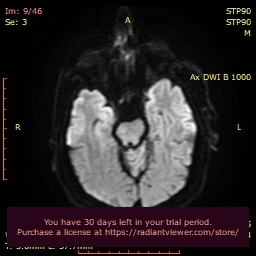 Im: 9/46
Se: 3
A
STP90
STP90
M
Ax DWI B 1000
R
L
You have 30 days left in your trial period.
Purchase a license at https://radiantviewer.com/store/